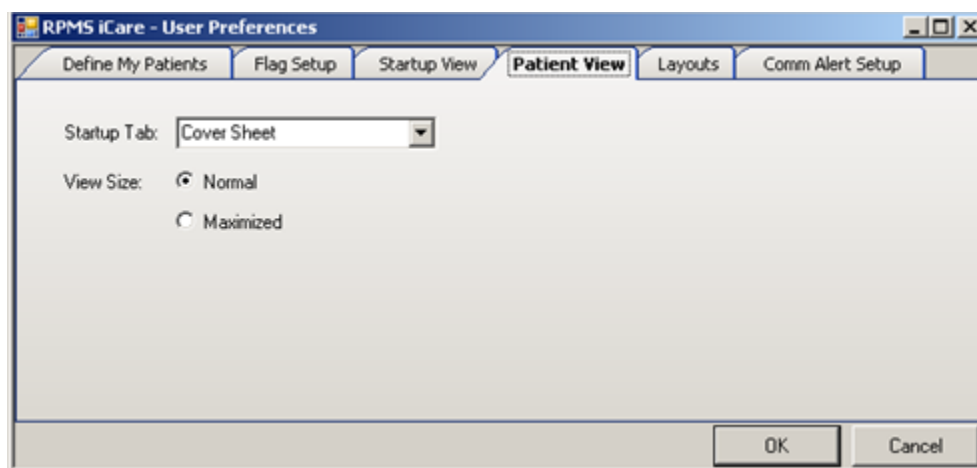 RPMS iCare - User Preferences
Define My Patients Flag Setup Startup View Patient View Layouts Comm Alert Setup
Startup Tab: Cover Sheet
View Size: Normal
Maximized
OK Cancel